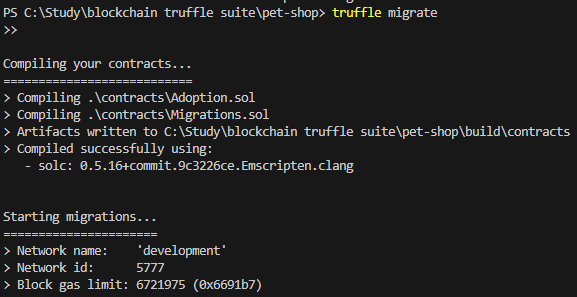 PS C:\Study\blockchain truffle suite\pet-shop> truffle migrate
>>
Compiling your contracts...
===========================
> Compiling .\contracts\Adoption.sol
> Compiling .\contracts\Migrations.sol
> Artifacts written to C:\Study\blockchain truffle suite\pet-shop\build\contracts
> Compiled successfully using:
   - solc: 0.5.16+commit.9c3226ce.Emscripten.clang
Starting migrations...
======================
> Network name:    'development'
> Network id:      5777
> Block gas limit: 6721975 (0x6691b7)